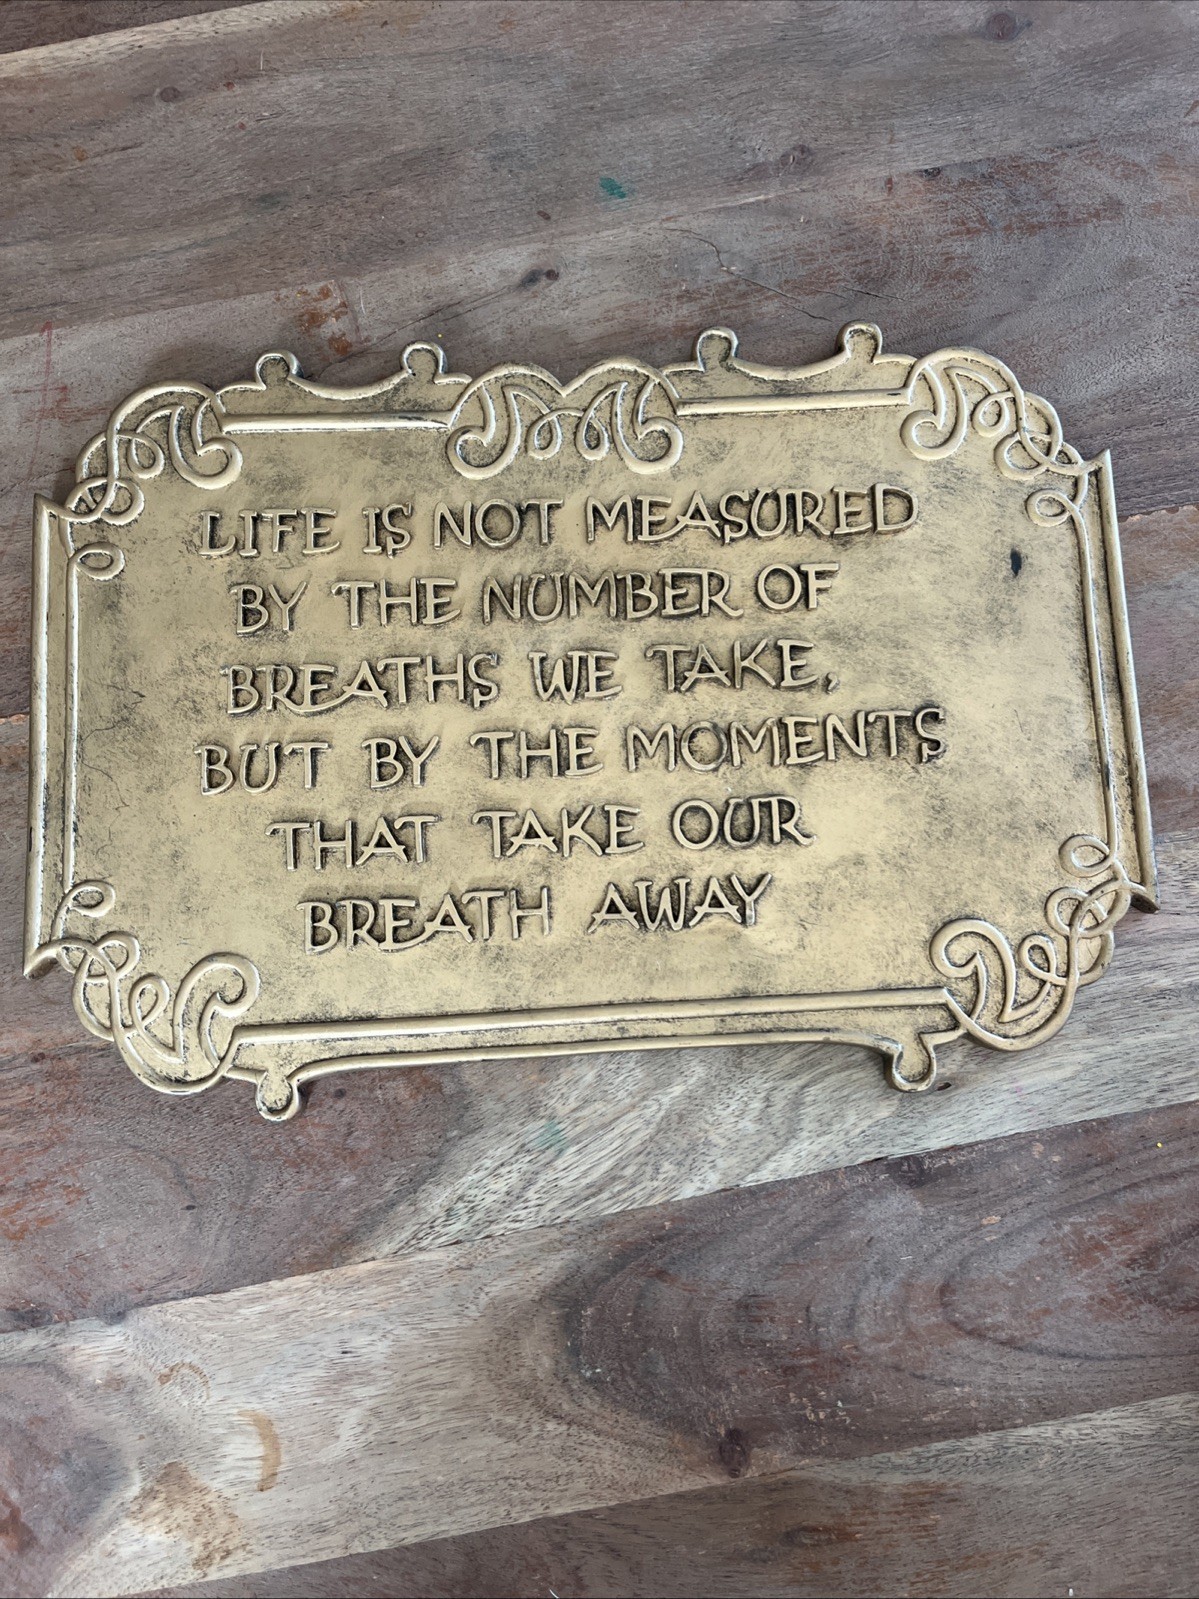 LIFE IS NOT MEASURED
BY THE NUMBER OF
BREATHS WE TAKE,
BUT BY THE MOMENTS
THAT TAKE OUR
BREATH AWAY